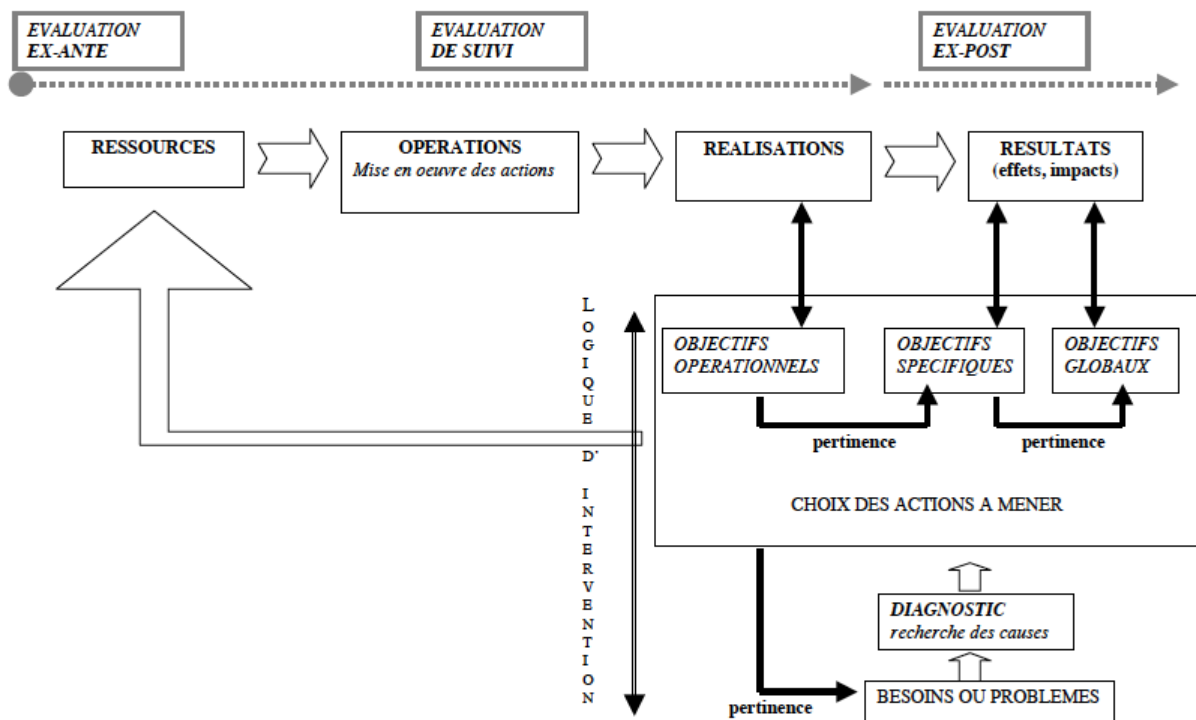 EVALUATION
EX-ANTE
EVALUATION
DE SUIVI
EVALUATION
EX-POST
RESSOURCES
OPERATIONS
Mise en oeuvre des actions
REALISATIONS
RESULTATS
(effets, impacts)
LOGIQUE D' INTERVENTION
OBJECTIFS
OPERATIONNELS
OBJECTIFS
SPECIFIQUES
OBJECTIFS
GLOBAUX
pertinence
pertinence
CHOIX DES ACTIONS A MENER
DIAGNOSTIC
recherche des causes
pertinence
BESOINS OU PROBLEMES